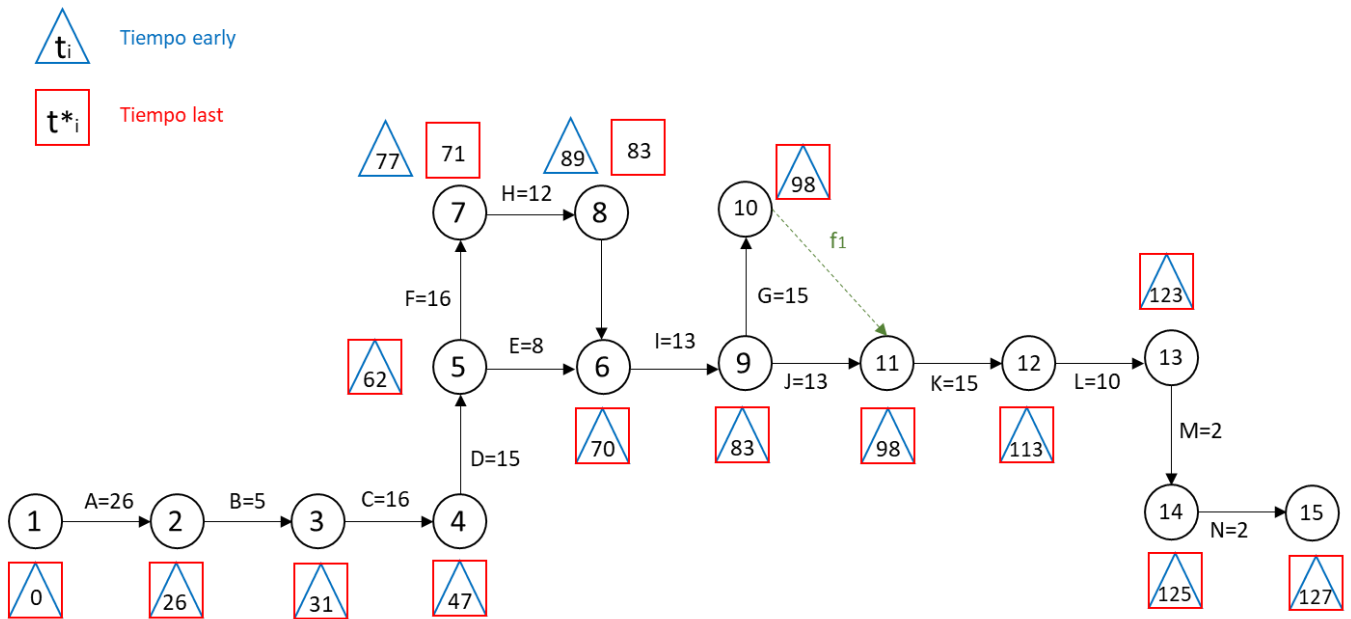 ti
Tiempo early
t*i
Tiempo last
77
71
89
83
98
7
H=12
8
10
f1
F=16
G=15
123
62
5
E=8
6
I=13
9
J=13
11
K=15
12
L=10
13
70
83
98
113
D=15
M=2
1
A=26
2
B=5
3
C=16
4
14
N=2
15
0
26
31
47
125
127